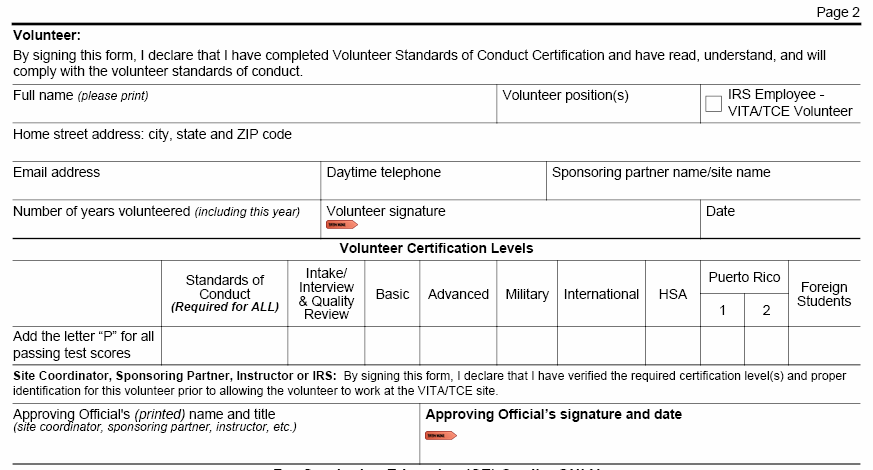 Page 2
Volunteer:
By signing this form, I declare that I have completed Volunteer Standards of Conduct Certification and have read, understand, and will
comply with the volunteer standards of conduct.
Full name (please print)
Volunteer position(s)
IRS Employee -
VITA/TCE Volunteer
Home street address: city, state and ZIP code
Email address
Daytime telephone
Sponsoring partner name/site name
Number of years volunteered (including this year)
Volunteer signature
Date
Volunteer Certification Levels
Standards of
Conduct
(Required for ALL)
Intake/
Interview
& Quality
Review
Basic
Advanced
Military
International
HSA
Puerto Rico
1
2
Foreign
Students
Add the letter “P” for all
passing test scores
Site Coordinator, Sponsoring Partner, Instructor or IRS: By signing this form, I declare that I have verified the required certification level(s) and proper
identification for this volunteer prior to allowing the volunteer to work at the VITA/TCE site.
Approving Official's (printed) name and title
(site coordinator, sponsoring partner, instructor, etc.)
Approving Official’s signature and date